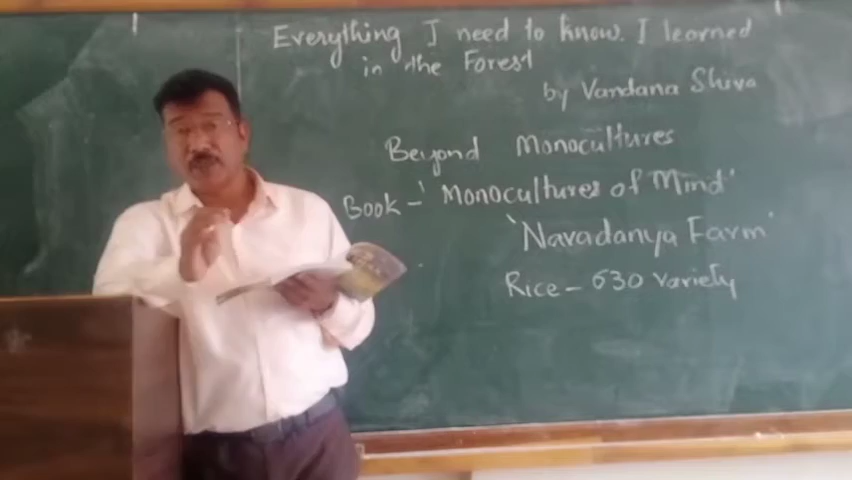 Everything I need to know. I learned
in the Forest
by Vandana Shiva
Beyond Monocultures
Book - 'Monocultures of Mind'
'Navadanya Farm'
Rice - 630 variety